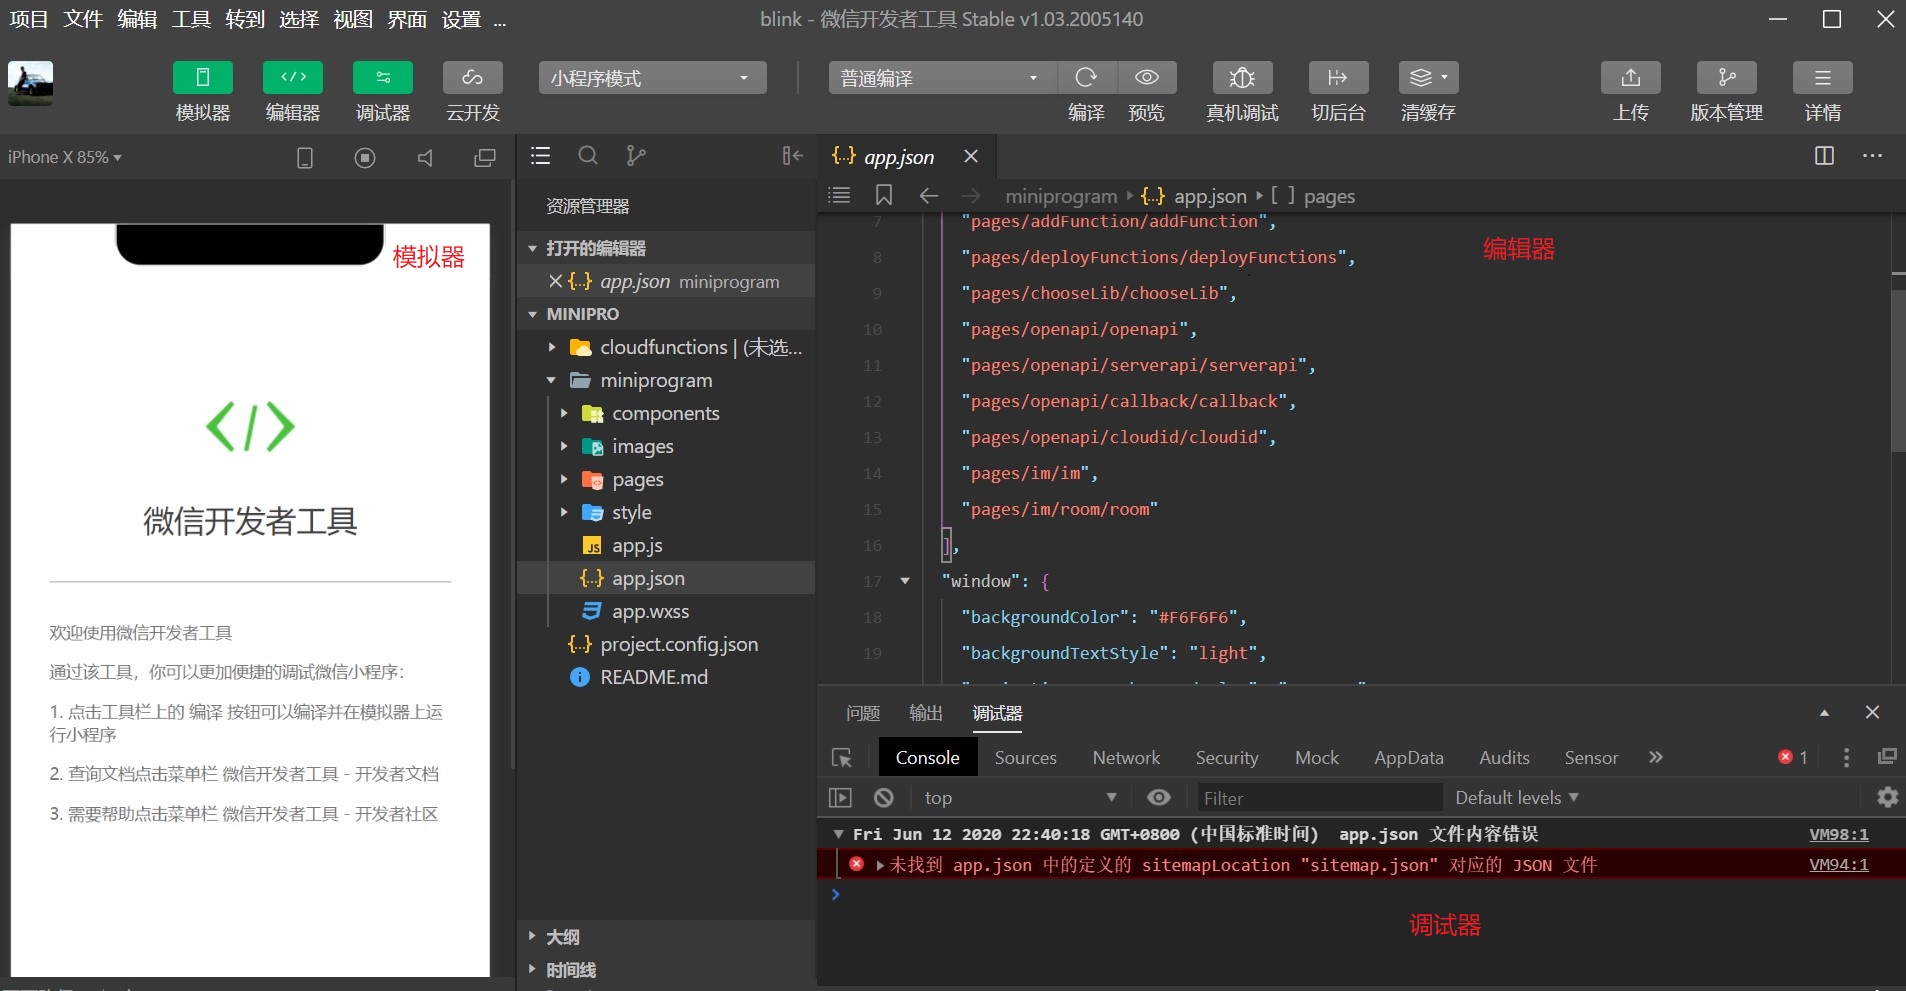 项目 文件 编辑 工具 转到 选择 视图 界面 设置 ...
blink - 微信开发者工具 Stable v1.03.2005140
模拟器
编辑器
调试器
云开发
小程序模式
普通编译
编译
预览
真机调试
切后台
清缓存
上传
版本管理
详情
iPhone X 85%
模拟器
微信开发者工具
欢迎使用微信开发者工具
通过该工具，你可以更加便捷的调试微信小程序：
1. 点击工具栏上的 编译 按钮可以编译并在模拟器上运
行小程序
2. 查询文档点击菜单栏 微信开发者工具 - 开发者文档
3. 需要帮助点击菜单栏 微信开发者工具 - 开发者社区
资源管理器
打开的编辑器
{..} app.json miniprogram
MINIPRO
cloudfunctions | (未选...
miniprogram
components
images
pages
style
JS app.js
{..} app.json
app.wxss
{..} project.config.json
README.md
大纲
时间线
{..} app.json
miniprogram {..} app.json [ ] pages
编辑器
7 "pages/addFunction/addFunction",
8 "pages/deployFunctions/deployFunctions",
9 "pages/chooseLib/chooseLib",
10 "pages/openapi/openapi",
11 "pages/openapi/serverapi/serverapi",
12 "pages/openapi/callback/callback",
13 "pages/openapi/cloudid/cloudid",
14 "pages/im/im",
15 "pages/im/room/room"
16 ],
17 "window": {
18 "backgroundColor": "#F6F6F6",
19 "backgroundTextStyle": "light",
问题 输出 调试器
Console Sources Network Security Mock AppData Audits Sensor » 1
top Filter Default levels
Fri Jun 12 2020 22:40:18 GMT+0800 (中国标准时间) app.json 文件内容错误 VM98:1
未找到 app.json 中的定义的 sitemapLocation "sitemap.json" 对应的 JSON 文件 VM94:1
调试器